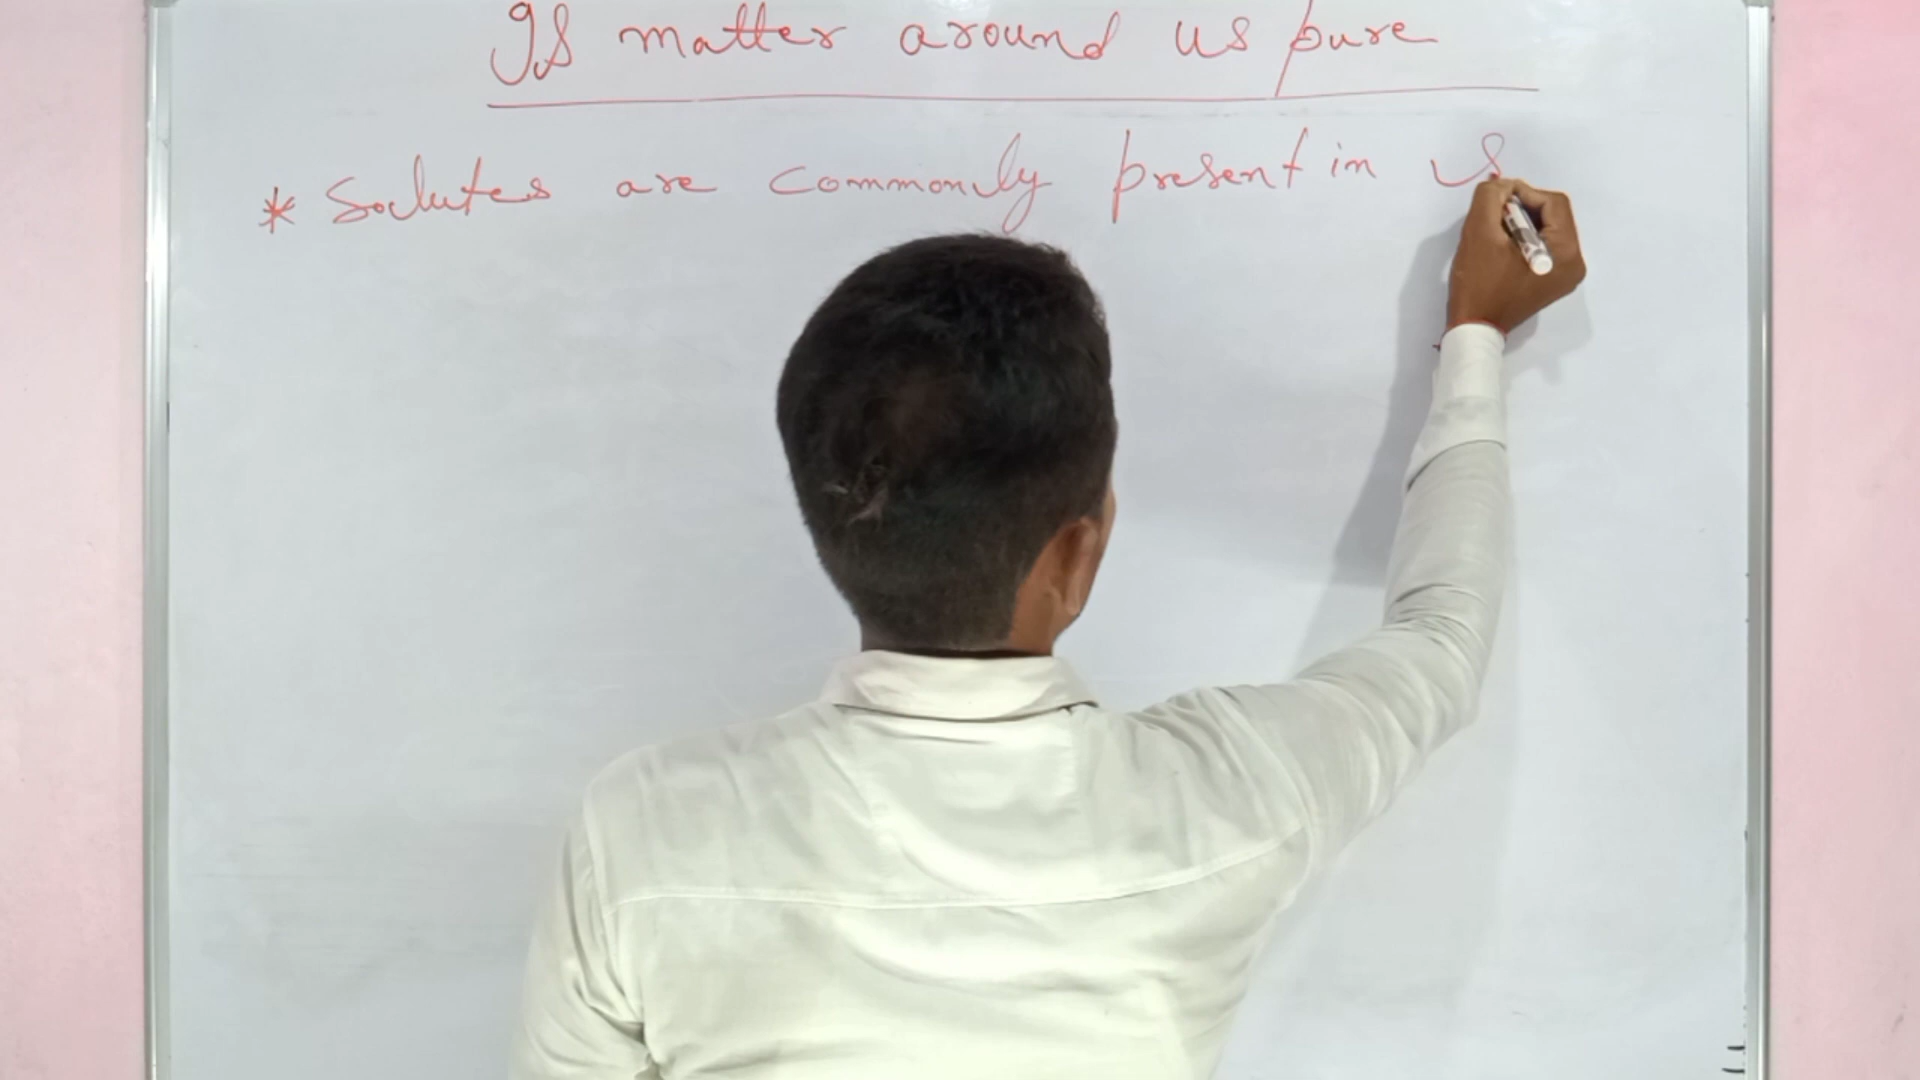 Is matter around us pure
* Solutes are commonly present in